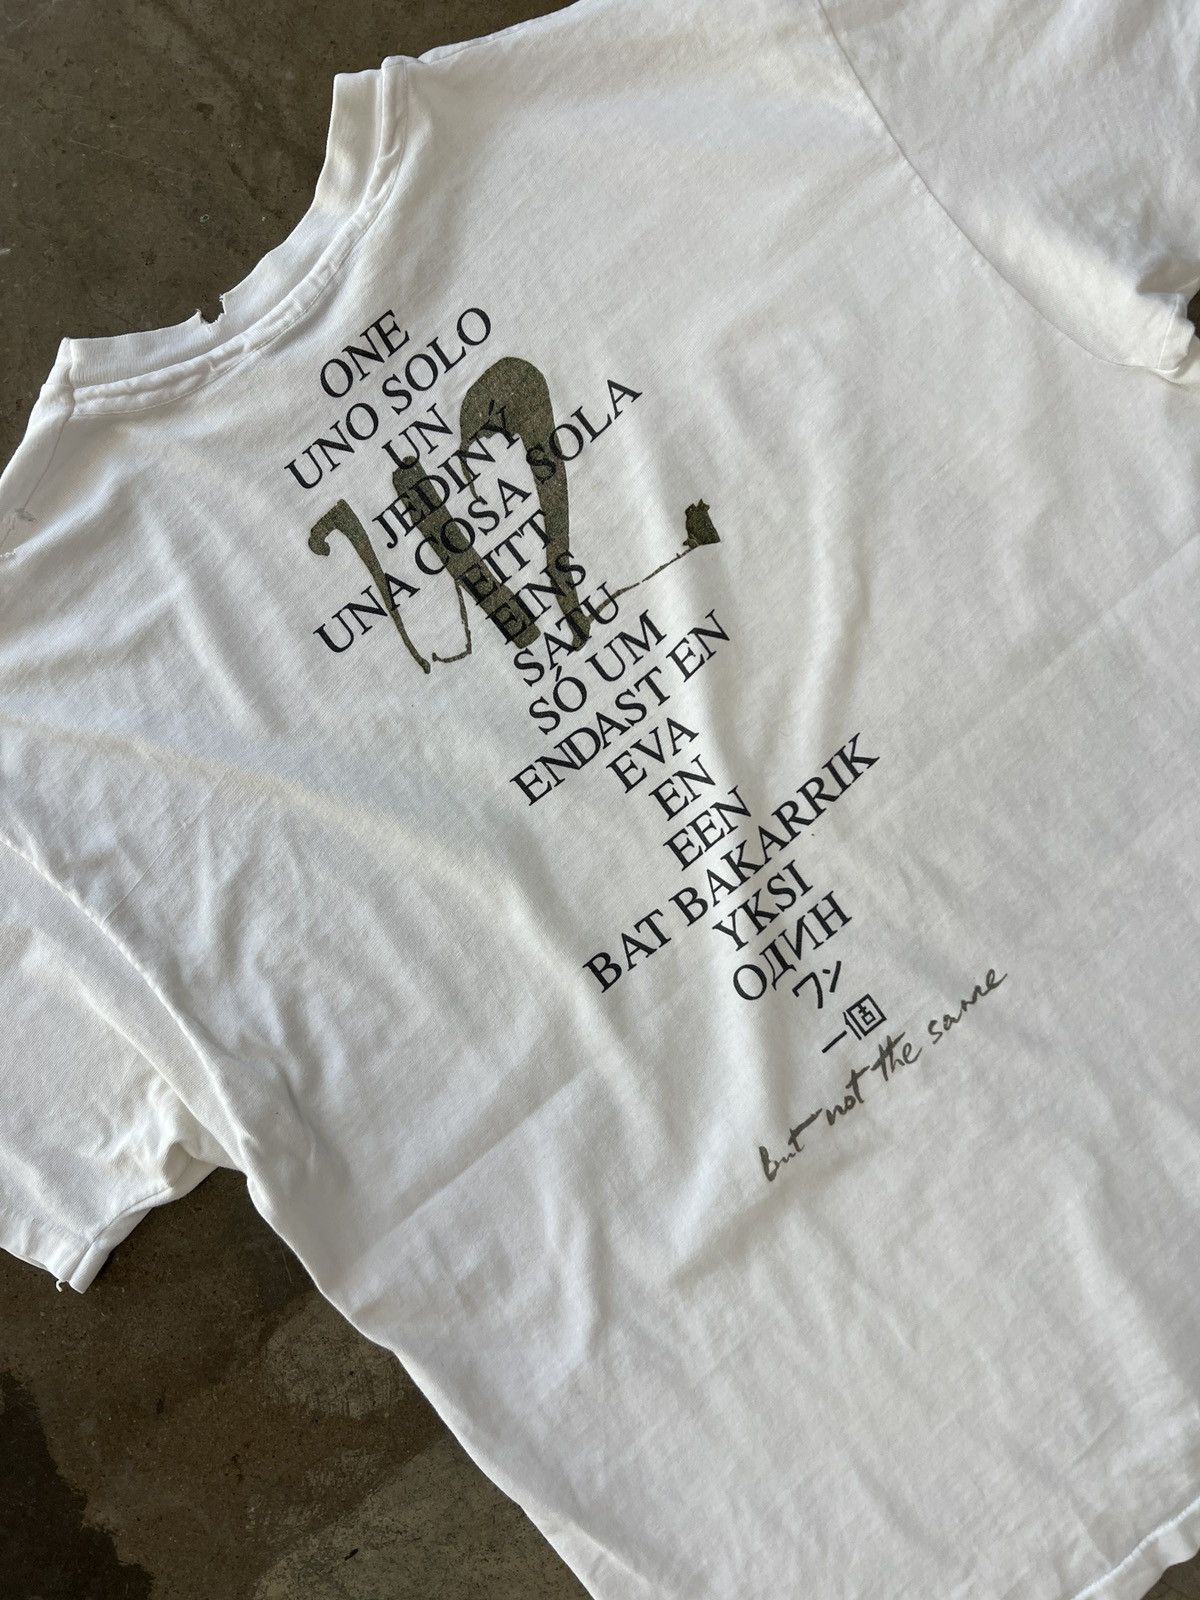 ONE
UNO SOLO
UN
JEDINÝ
UNA COSA SOLA
EITT
EINS
SATU
SÓ UM
ENDAST EN
EVA
EN
EEN
BAT BAKARRIK
YKSI
ОДИН
ワン
一個
but not the same
U2